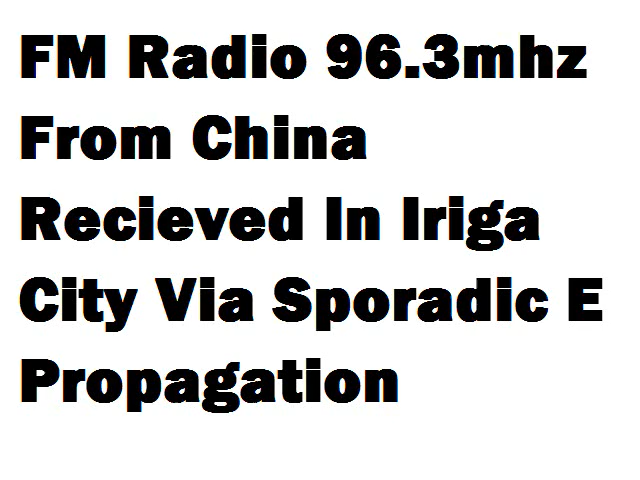 FM Radio 96.3mhz
From China
Recieved In Iriga
City Via Sporadic E
Propagation